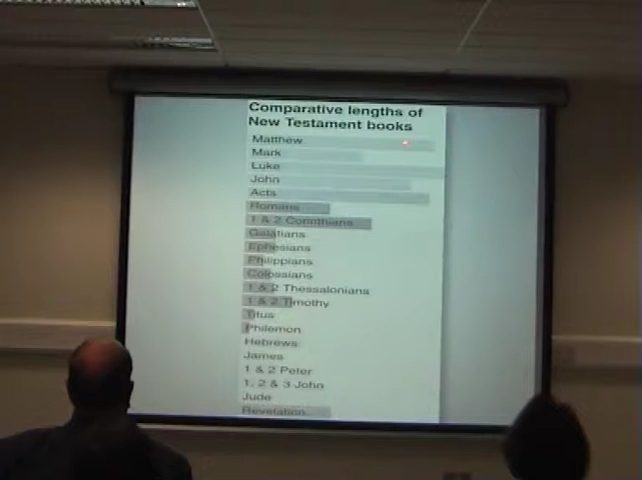 Comparative lengths of
New Testament books
Matthew
Mark
Luke
John
Acts
Romans
1 & 2 Corinthians
Galatians
Ephesians
Philippians
Colossians
1 & 2 Thessalonians
1 & 2 Timothy
Titus
Philemon
Hebrews
James
1 & 2 Peter
1, 2 & 3 John
Jude
Revelation